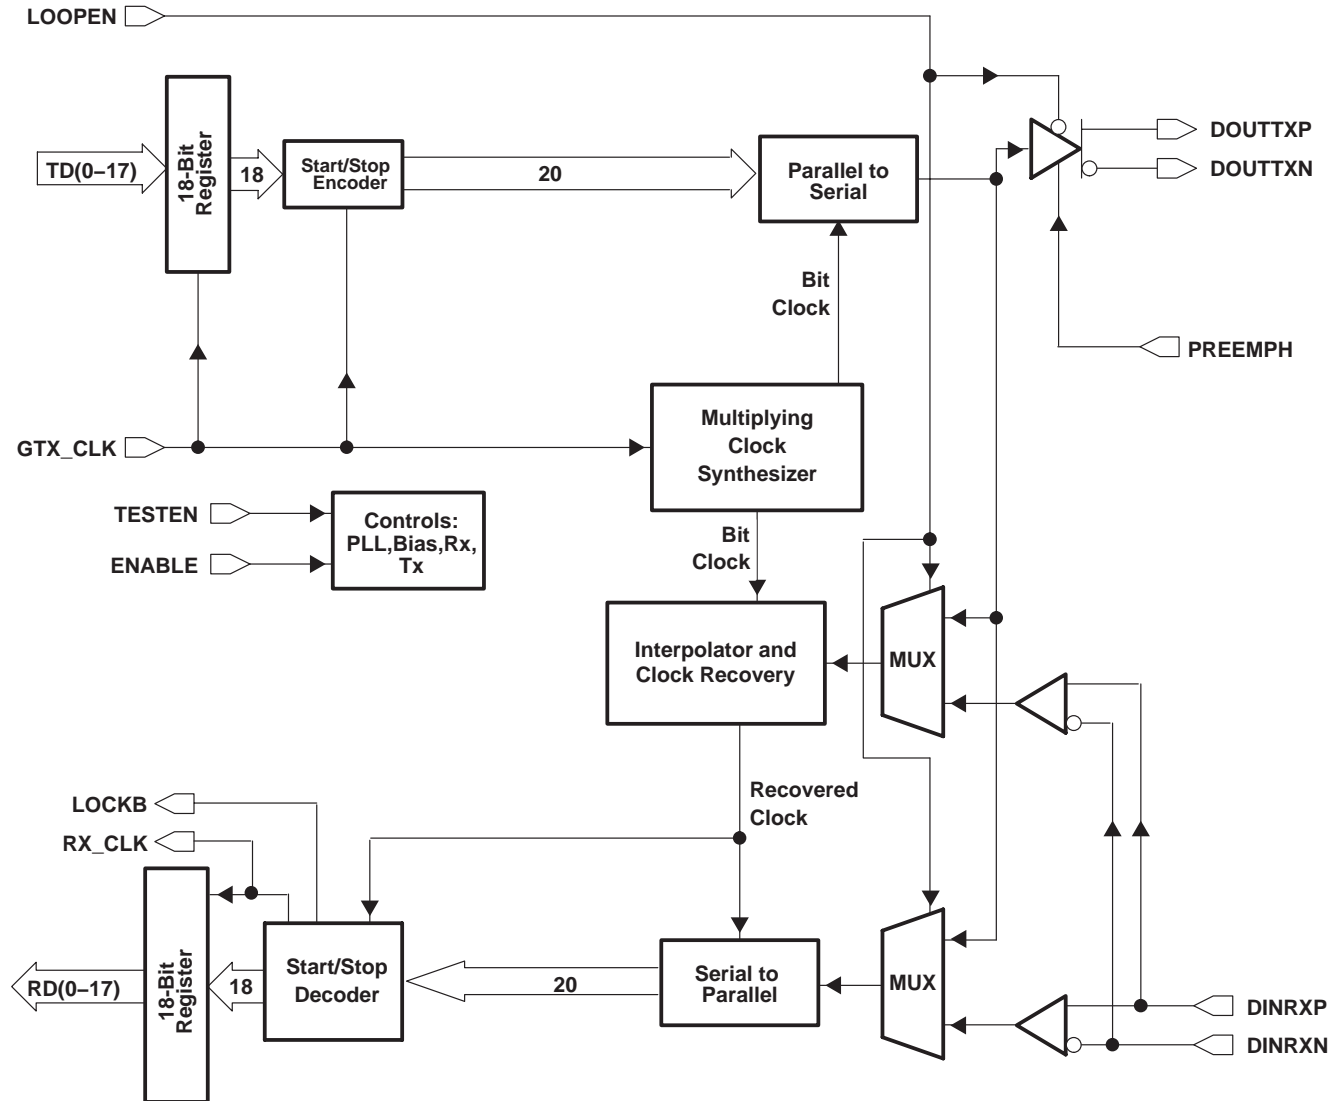 LOOPEN
18-Bit
Register
TD(0–17)
18
Start/Stop
Encoder
20
Parallel to
Serial
DOUTTXP
DOUTTXN
Bit
Clock
PREEMPH
GTX_CLK
Multiplying
Clock
Synthesizer
TESTEN
ENABLE
Controls:
PLL,Bias,Rx,
Tx
Bit
Clock
Interpolator and
Clock Recovery
MUX
Recovered
Clock
LOCKB
RX_CLK
RD(0–17)
18-Bit
Register
18
Start/Stop
Decoder
20
Serial to
Parallel
MUX
DINRXP
DINRXN